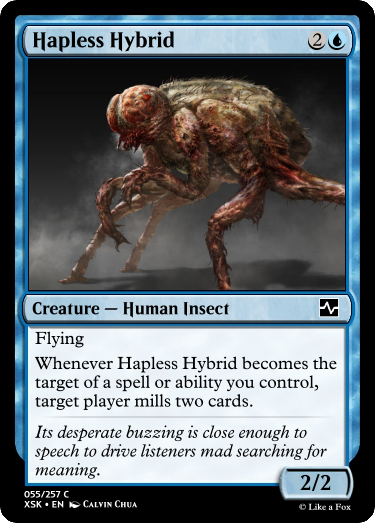 Hapless Hybrid 2
Creature — Human Insect
Flying
Whenever Hapless Hybrid becomes the
target of a spell or ability you control,
target player mills two cards.
Its desperate buzzing is close enough to
speech to drive listeners mad searching for
meaning.
2/2
055/257 C
XSK • EN Calvin Chua
© Like a Fox